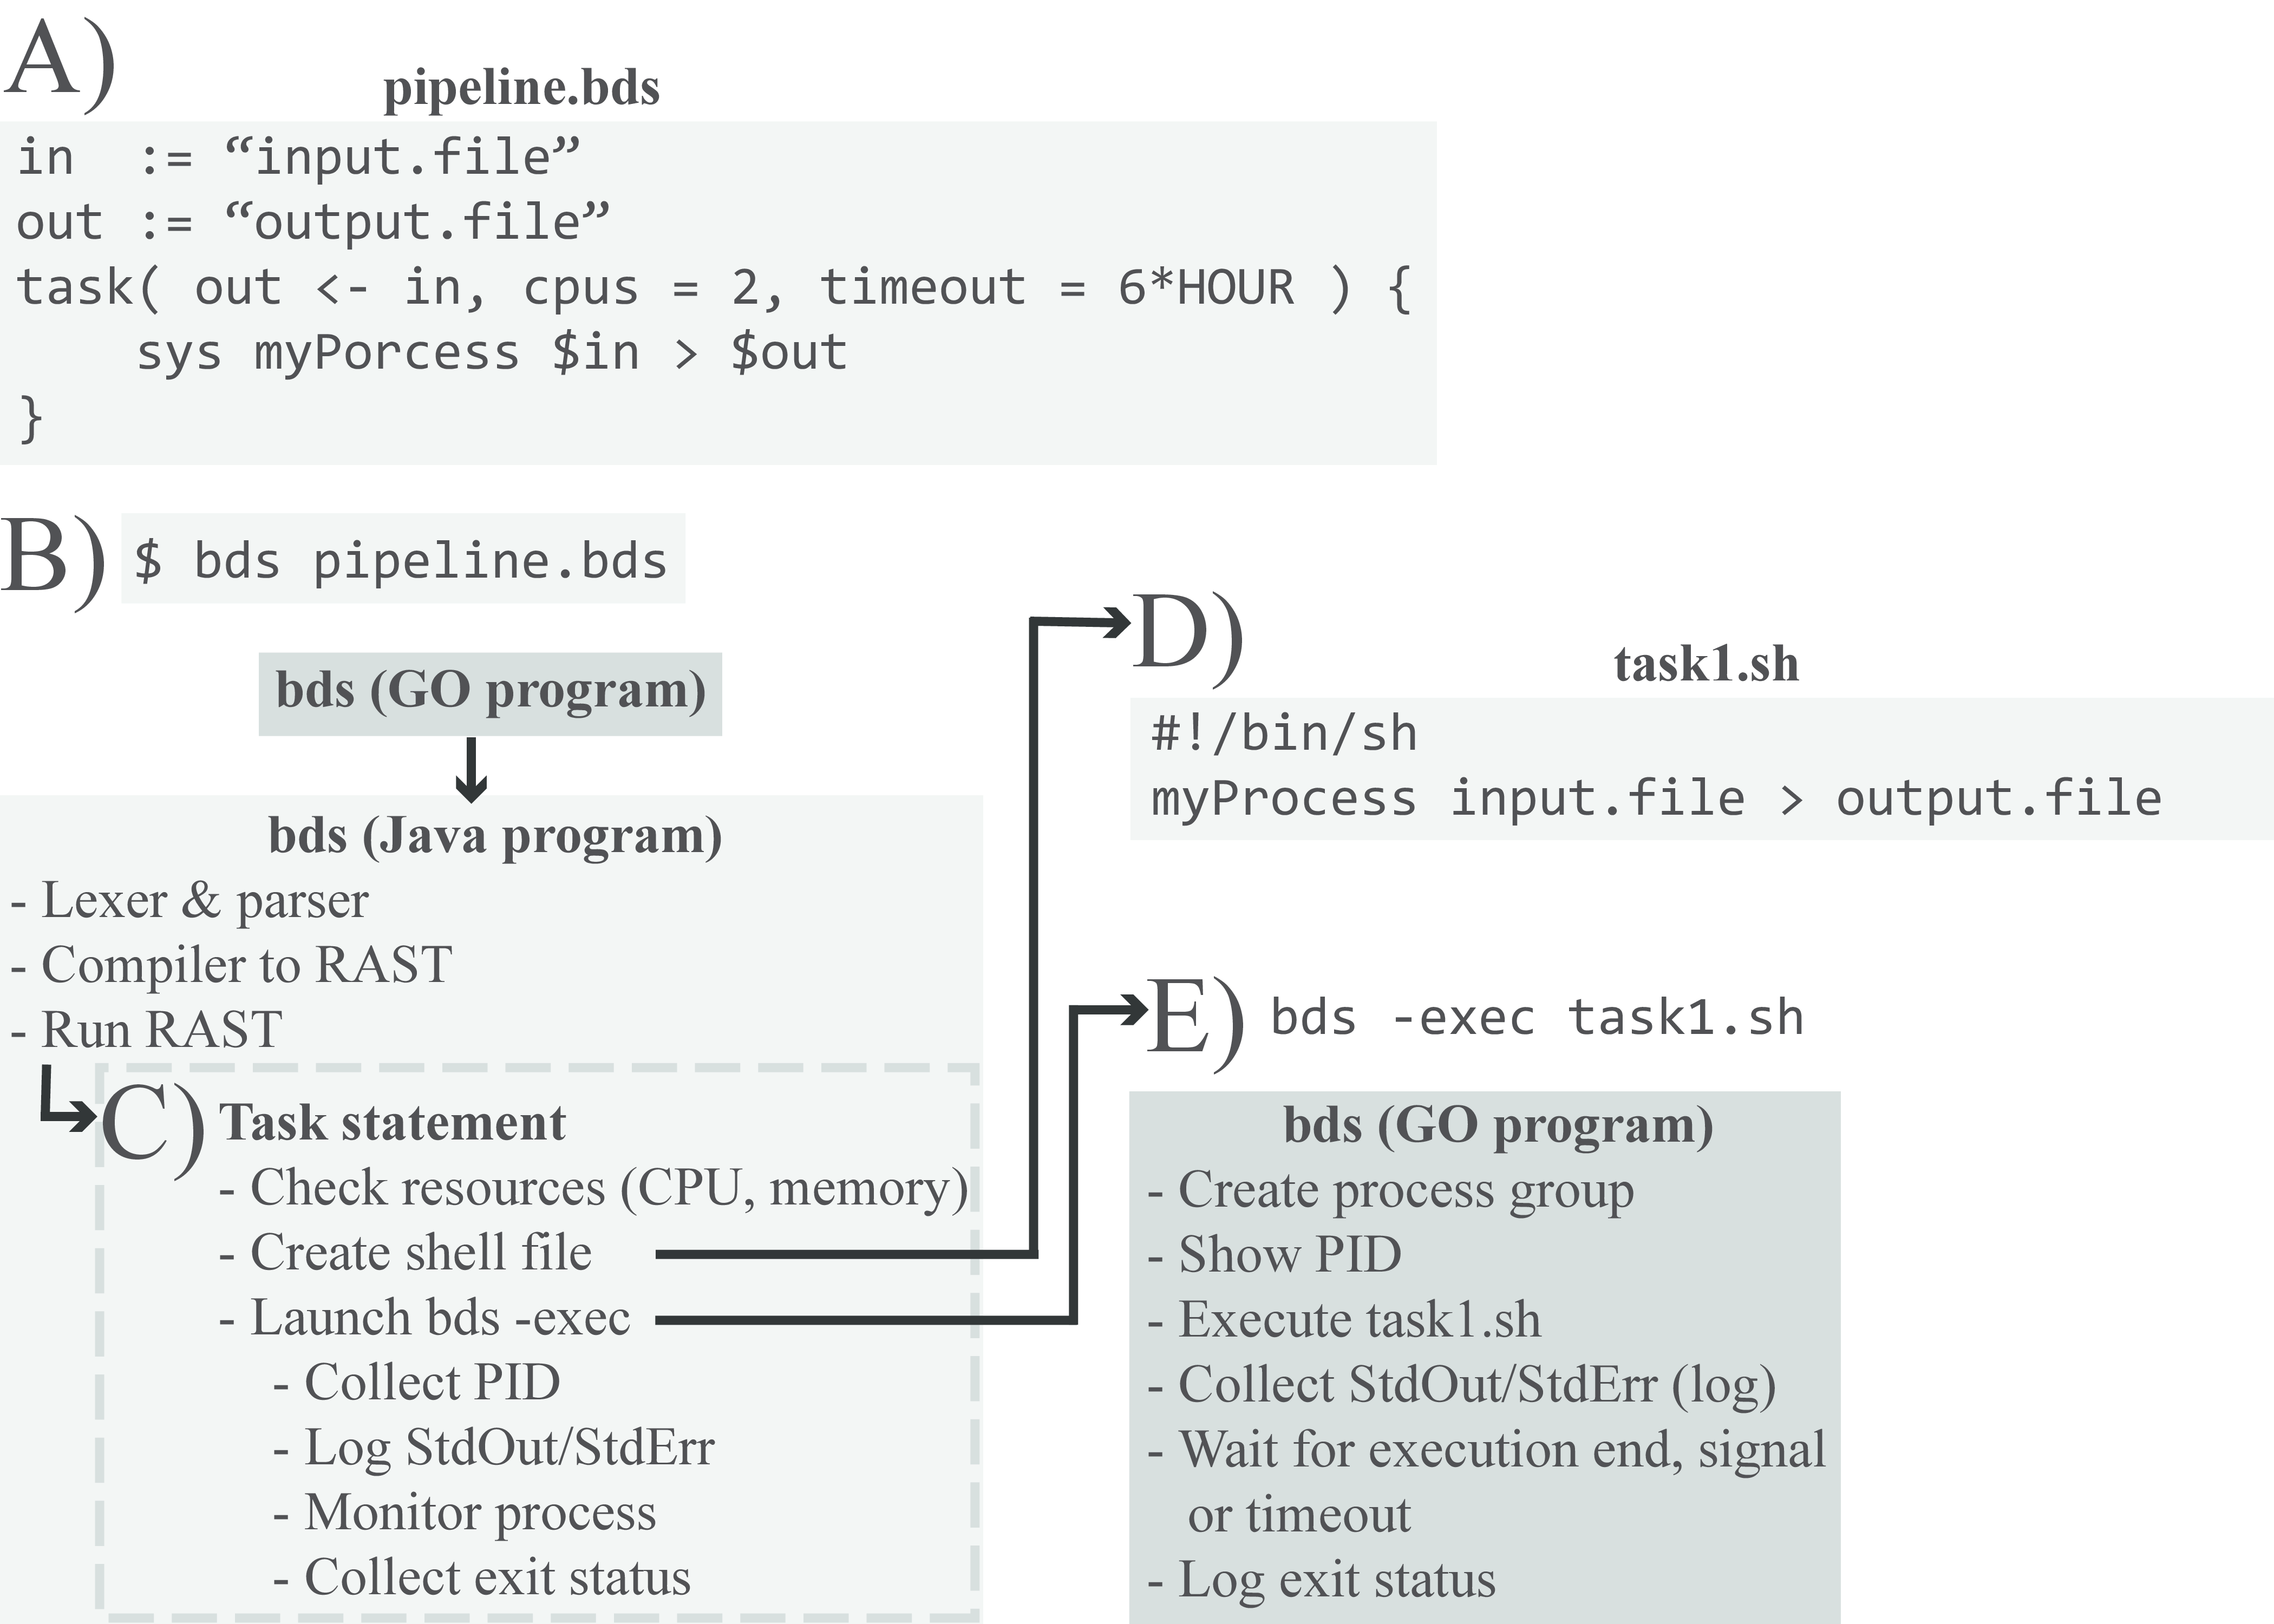 A)
pipeline.bds
in := “input.file”
out := “output.file”
task( out <- in, cpus = 2, timeout = 6*HOUR ) {
sys myPorcess $in > $out
}
B) $ bds pipeline.bds
bds (GO program)
bds (Java program)
- Lexer & parser
- Compiler to RAST
- Run RAST
C) Task statement
- Check resources (CPU, memory)
- Create shell file
- Launch bds -exec
- Collect PID
- Log StdOut/StdErr
- Monitor process
- Collect exit status
D)
task1.sh
#!/bin/sh
myProcess input.file > output.file
E) bds -exec task1.sh
bds (GO program)
- Create process group
- Show PID
- Execute task1.sh
- Collect StdOut/StdErr (log)
- Wait for execution end, signal
or timeout
- Log exit status